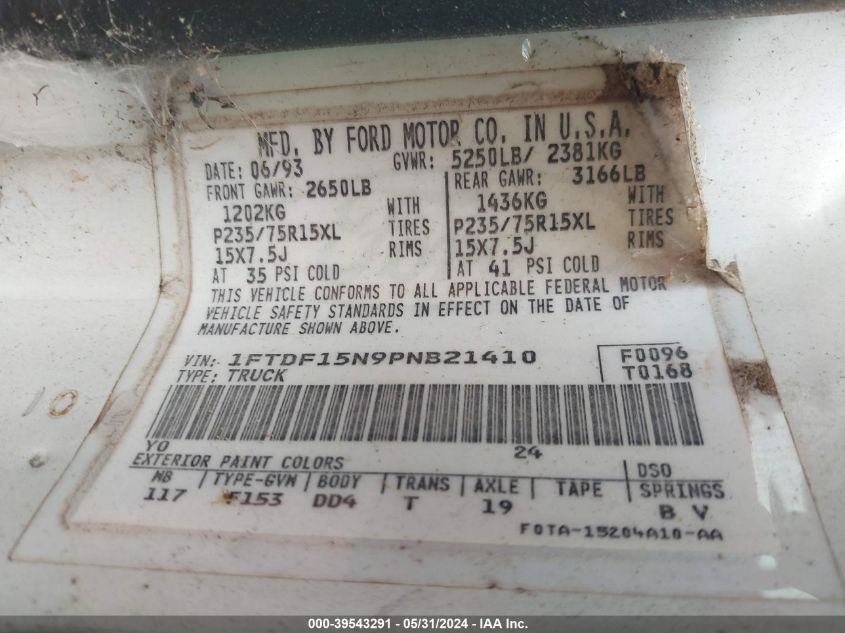 MFD. BY FORD MOTOR CO. IN U.S.A.
DATE: 06/93 GVWR: 5250LB/ 2381KG
FRONT GAWR: 2650LB REAR GAWR: 3166LB
1202KG WITH 1436KG WITH
P235/75R15XL TIRES P235/75R15XL TIRES
15X7.5J RIMS 15X7.5J RIMS
AT 35 PSI COLD AT 41 PSI COLD
THIS VEHICLE CONFORMS TO ALL APPLICABLE FEDERAL MOTOR
VEHICLE SAFETY STANDARDS IN EFFECT ON THE DATE OF
MANUFACTURE SHOWN ABOVE.
VIN: 1FTDF15N9PNB21410 F0096
TYPE: TRUCK T0168
YO 24
EXTERIOR PAINT COLORS DSO
WB | TYPE-GVW | BODY | TRANS | AXLE | TAPE | SPRINGS
117 F153 DD4 T 19 B V
F0TA-15204A10-AA
000-39543291 - 05/31/2024 - IAA Inc.